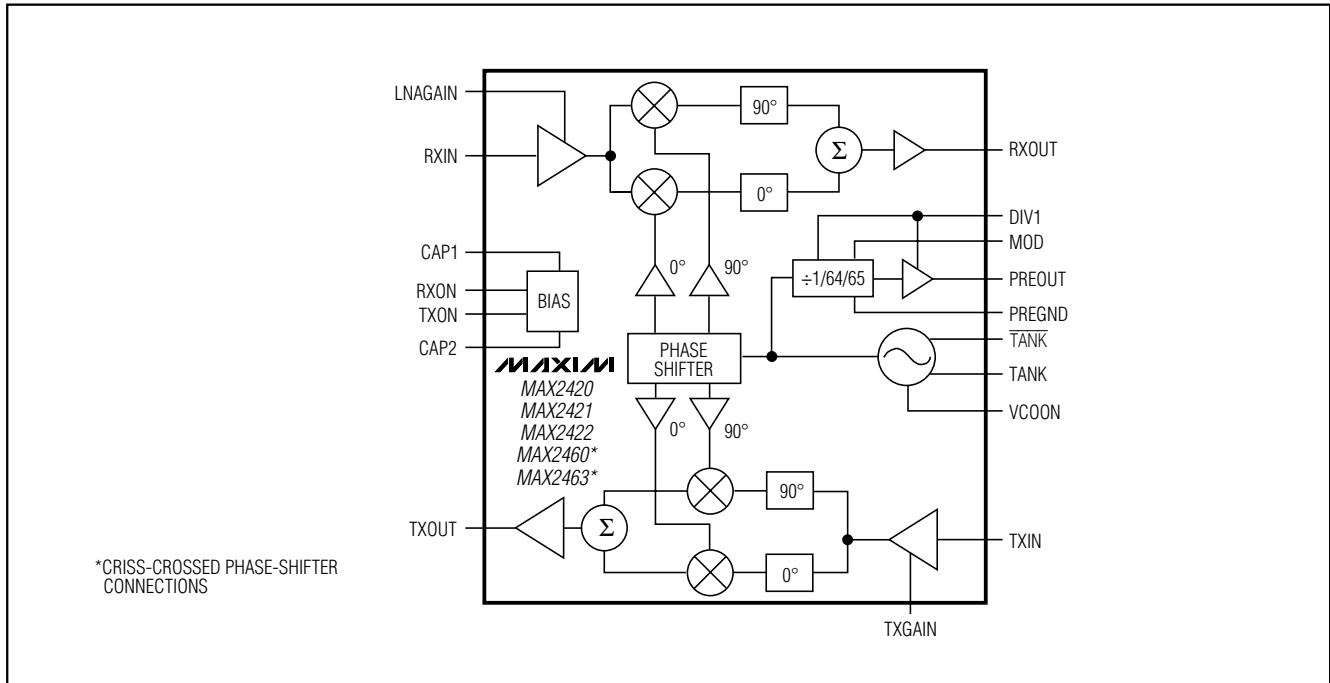 LNAGAIN
RXIN
90°
Σ
RXOUT
0°
DIV1
MOD
÷1/64/65
PREOUT
PREGND
CAP1
RXON
BIAS
TXON
CAP2
0°
90°
PHASE
SHIFTER
TANK
TANK
VCOON
MAXIM
MAX2420
MAX2421
MAX2422
MAX2460*
MAX2463*
0°
90°
90°
TXOUT
Σ
TXIN
0°
TXGAIN
*CRISS-CROSSED PHASE-SHIFTER
CONNECTIONS